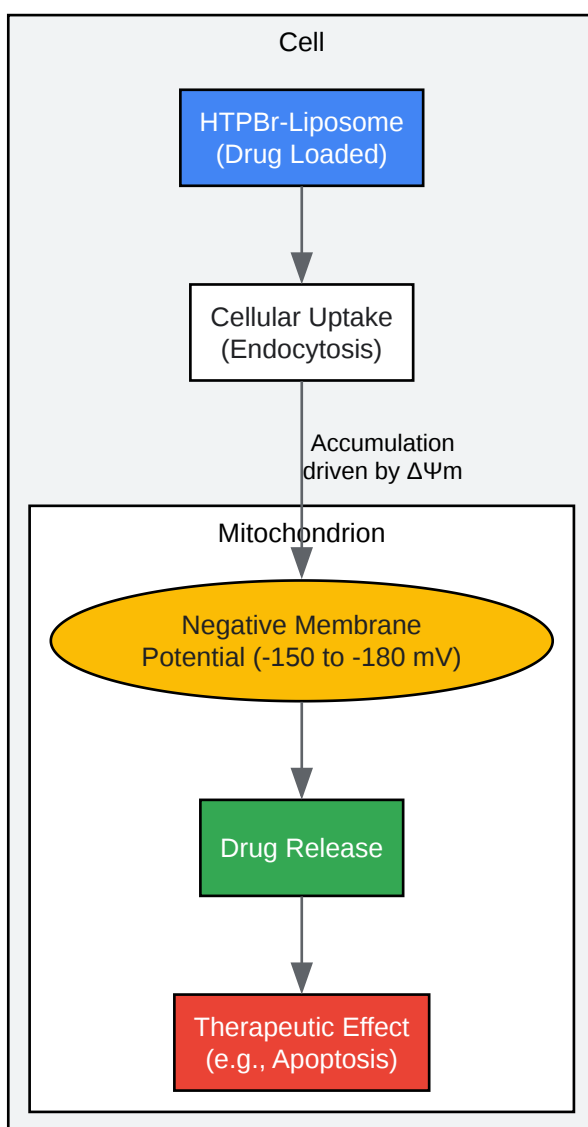 Cell
HTPBr-Liposome
(Drug Loaded)
Cellular Uptake
(Endocytosis)
Accumulation
driven by ΔΨm
Mitochondrion
Negative Membrane
Potential (-150 to -180 mV)
Drug Release
Therapeutic Effect
(e.g., Apoptosis)